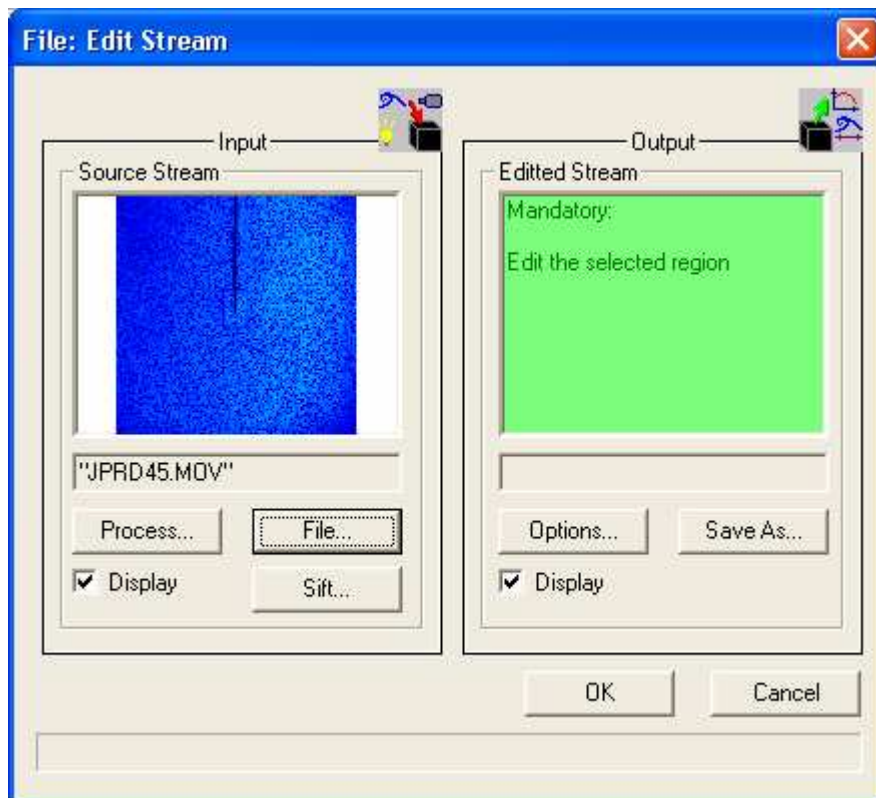 File: Edit Stream
Input
Source Stream
"JPRD45.MOV"
Process...
File...
Display
Sift...
Output
Editted Stream
Mandatory:
Edit the selected region
Options...
Save As...
Display
OK
Cancel